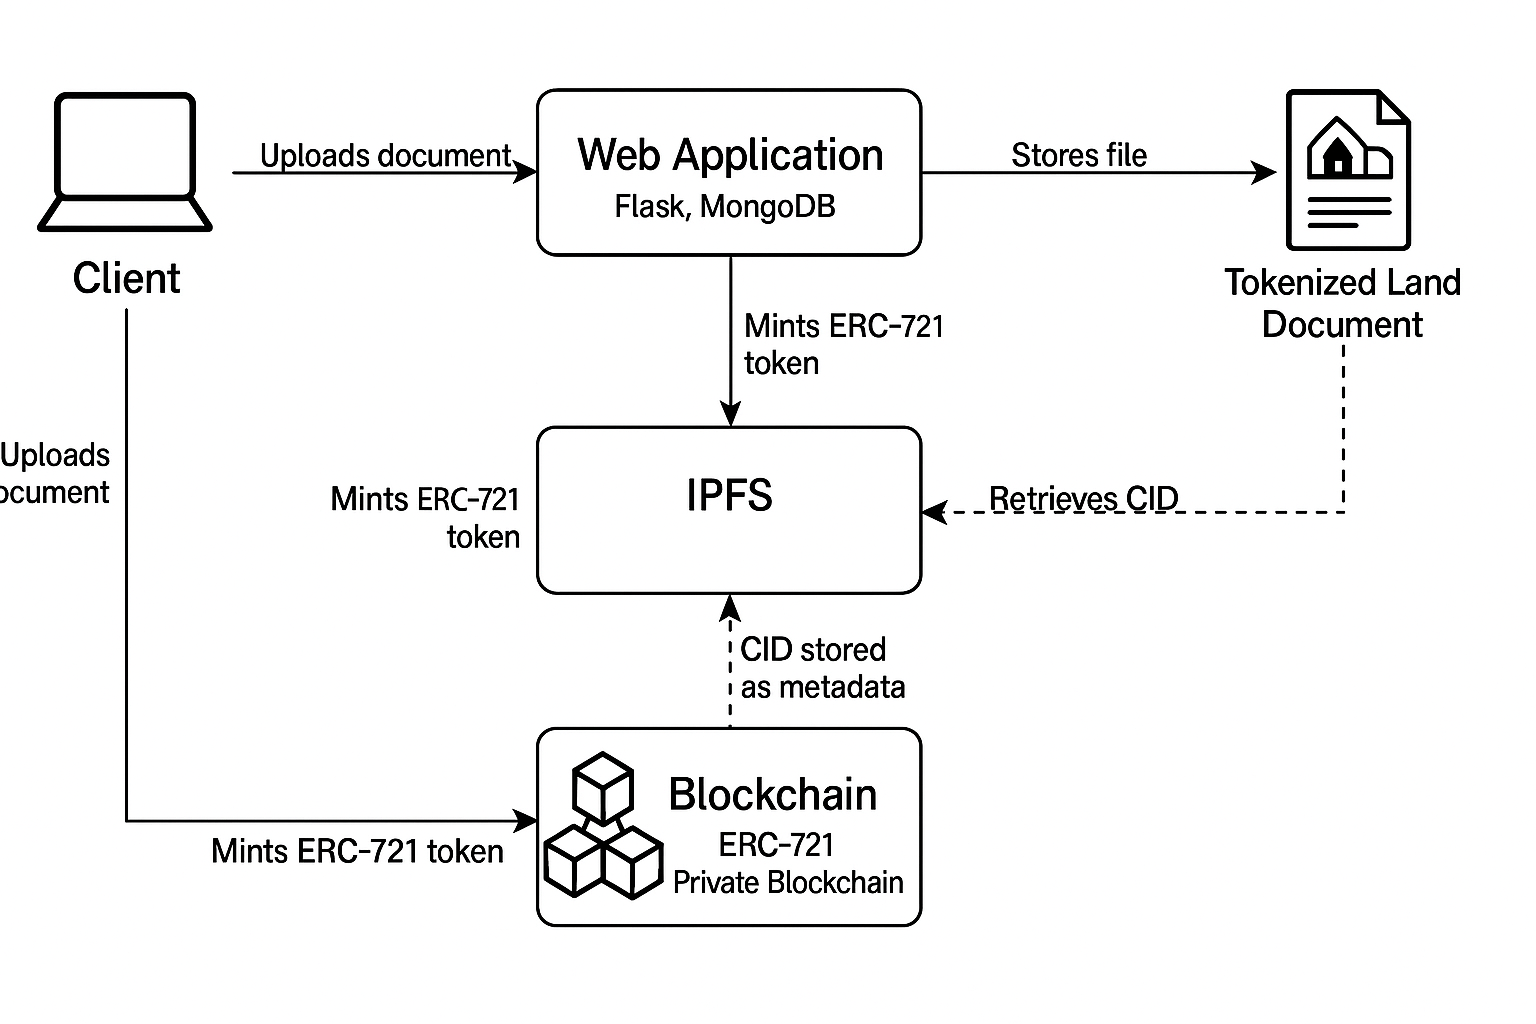 Uploads document
Web Application
Flask, MongoDB
Stores file
Client
Tokenized Land
Document
Mints ERC-721
token
Uploads
ocument
Mints ERC-721
token
IPFS
Retrieves CID
CID stored
as metadata
Mints ERC-721 token
Blockchain
ERC-721
Private Blockchain